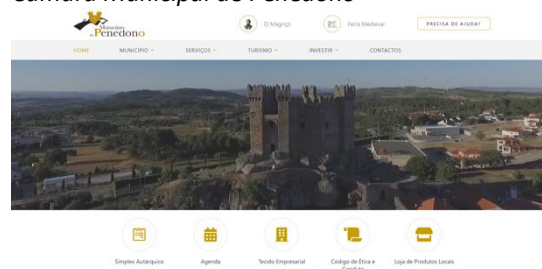 Câmara Municipal de Penedono
Município
de Penedono
O Magriço
Feira Medieval
PRECISA DE AJUDA?
HOME
MUNICÍPIO
SERVIÇOS
TURISMO
INVESTIR
CONTACTOS
Simplex Autárquico
Agenda
Tecido Empresarial
Código de Ética e
Conduta
Loja de Produtos Locais